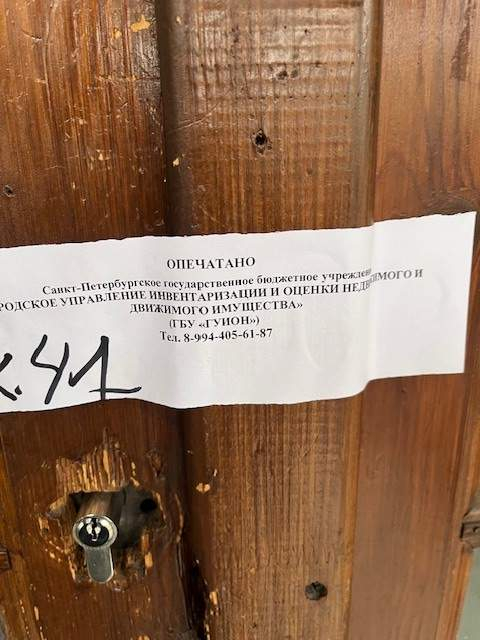 ОПЕЧАТАНО
Санкт-Петербургское государственное бюджетное учрежден
РОДСКОЕ УПРАВЛЕНИЕ ИНВЕНТАРИЗАЦИИ И ОЦЕНКИ НЕДВИЖИМОГО И
ДВИЖИМОГО ИМУЩЕСТВА»
(ГБУ «ГУИОН»)
Тел. 8-994-405-61-87
к.41